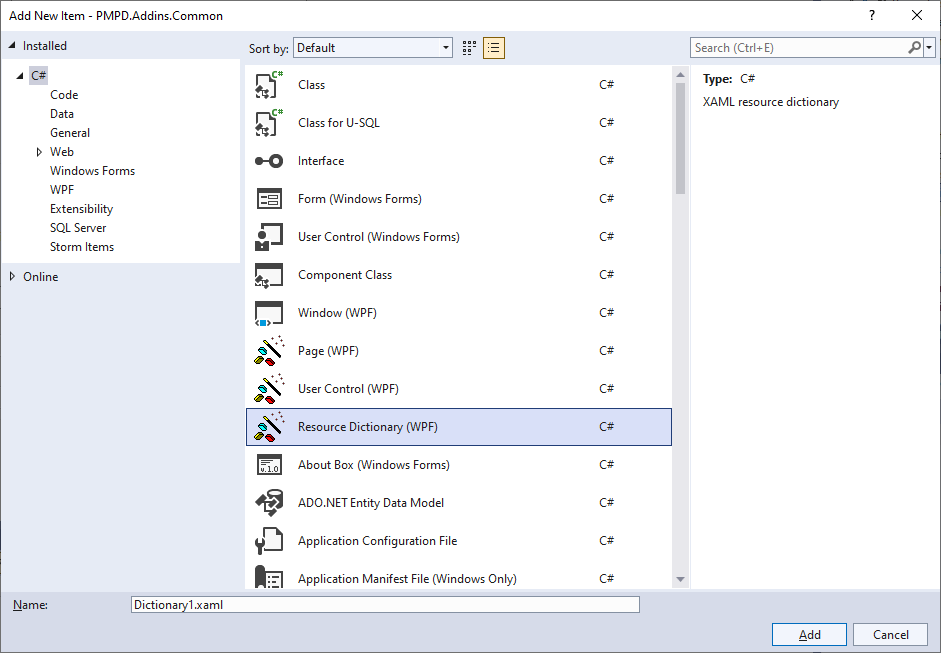 Add New Item - PMPD.Addins.Common
?
Installed
Sort by: Default
Search (Ctrl+E)
C#
Code
Data
General
Web
Windows Forms
WPF
Extensibility
SQL Server
Storm Items
Online
Class C#
Class for U-SQL C#
Interface C#
Form (Windows Forms) C#
User Control (Windows Forms) C#
Component Class C#
Window (WPF) C#
Page (WPF) C#
User Control (WPF) C#
Resource Dictionary (WPF) C#
About Box (Windows Forms) C#
ADO.NET Entity Data Model C#
Application Configuration File C#
Application Manifest File (Windows Only) C#
Type: C#
XAML resource dictionary
Name: Dictionary1.xaml
Add Cancel